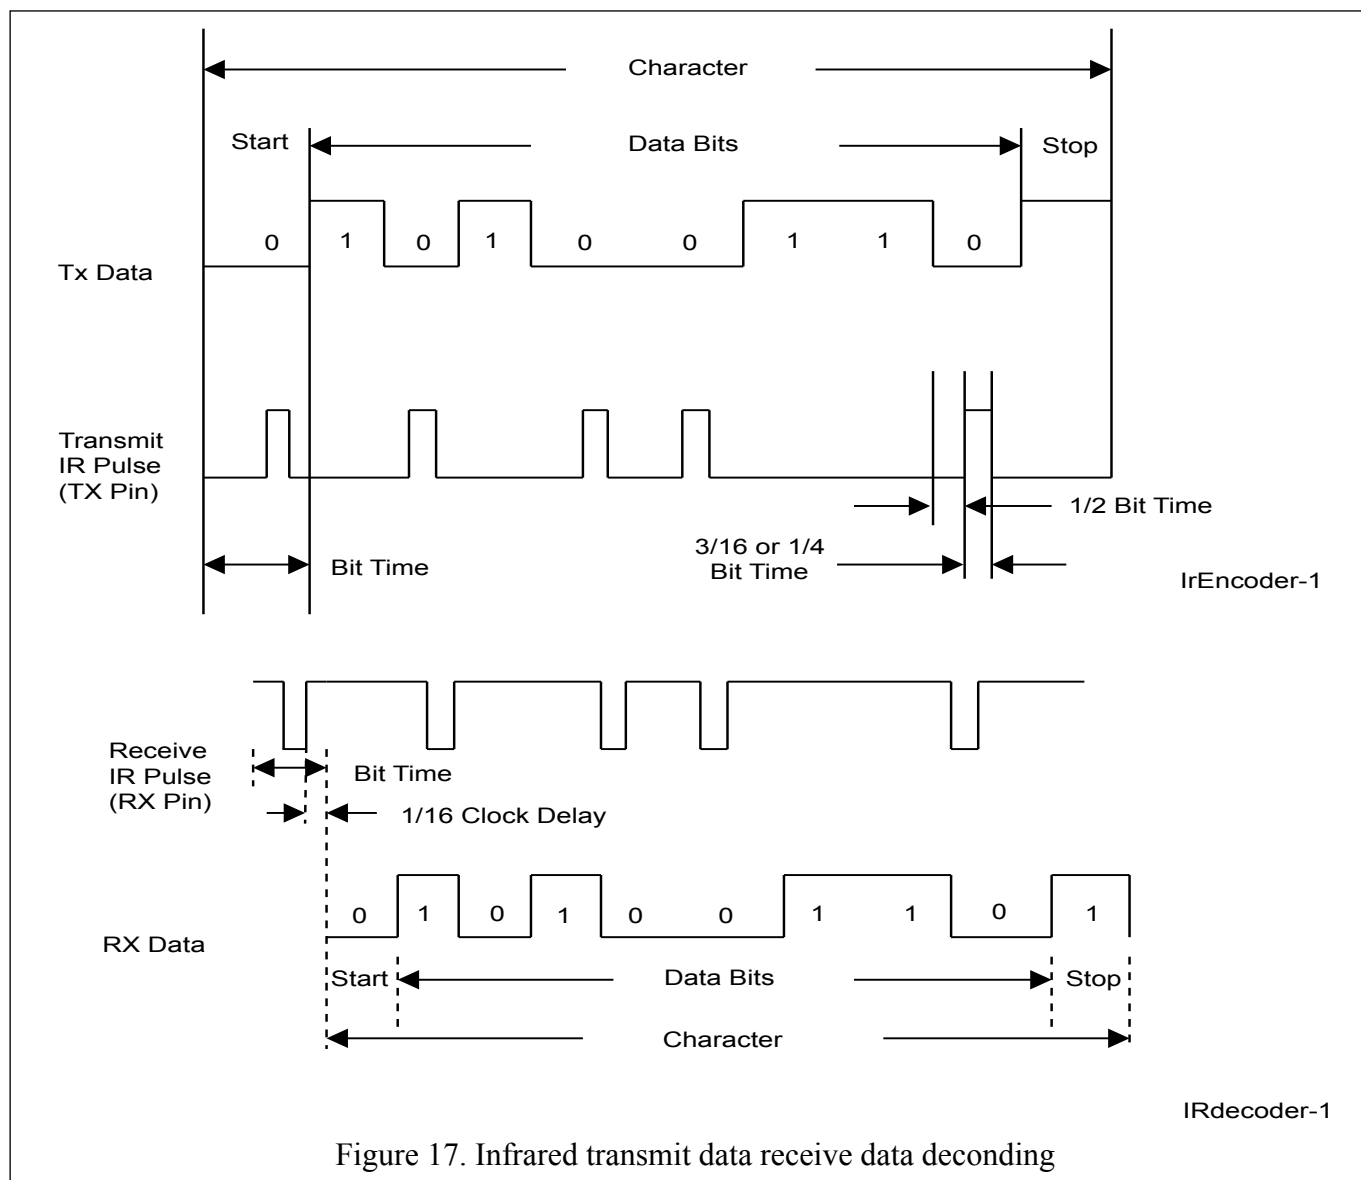 Character
Start Data Bits Stop
0 1 0 1 0 0 1 1 0
Tx Data
Transmit
IR Pulse
(TX Pin)
1/2 Bit Time
3/16 or 1/4
Bit Time
Bit Time
IrEncoder-1
Receive
IR Pulse
(RX Pin)
Bit Time
1/16 Clock Delay
0 1 0 1 0 0 1 1 0 1
RX Data
Start Data Bits Stop
Character
IRdecoder-1
Figure 17. Infrared transmit data receive data deconding